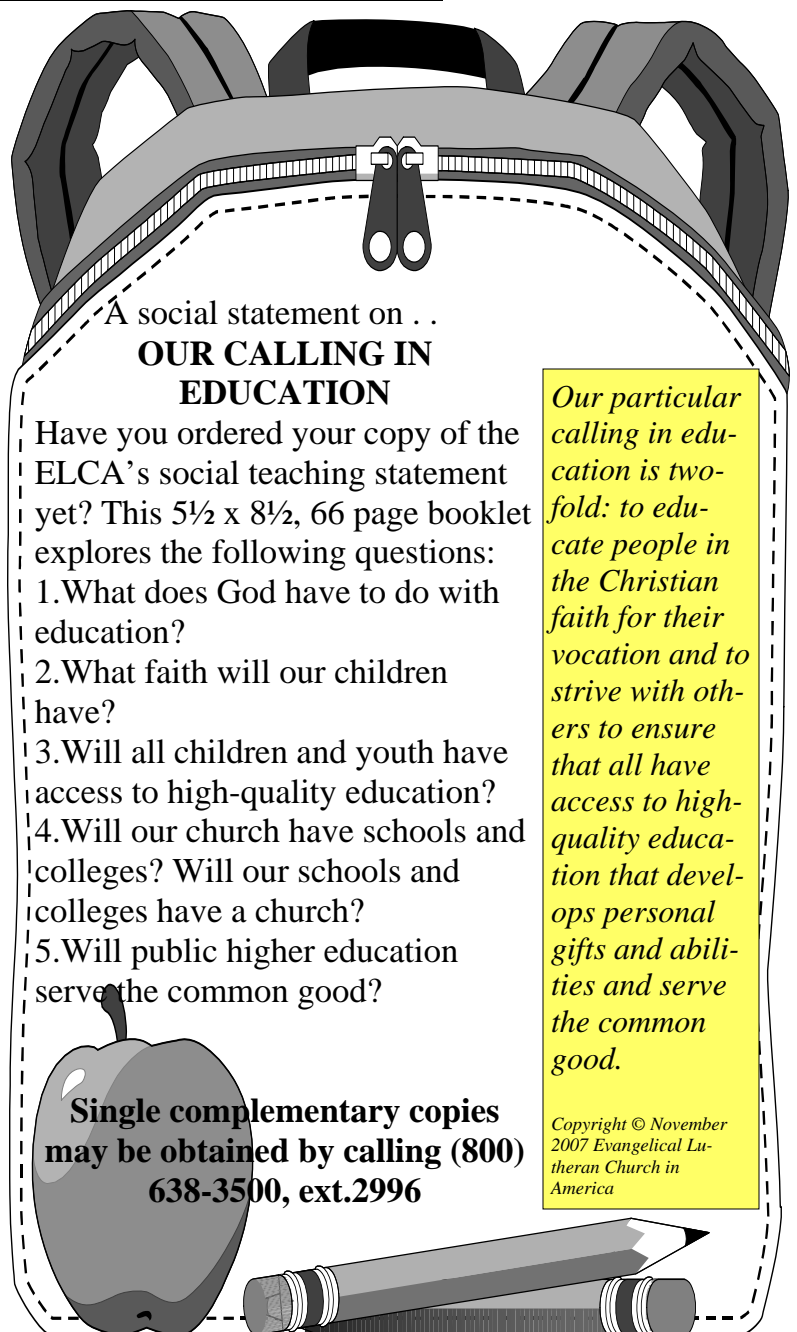 A social statement on . .
OUR CALLING IN
EDUCATION
Have you ordered your copy of the
ELCA’s social teaching statement
yet? This 5½ x 8½, 66 page booklet
explores the following questions:
1.What does God have to do with
education?
2.What faith will our children
have?
3.Will all children and youth have
access to high-quality education?
4.Will our church have schools and
colleges? Will our schools and
colleges have a church?
5.Will public higher education
serve the common good?
Single complementary copies
may be obtained by calling (800)
638-3500, ext.2996
Our particular
calling in edu-
cation is two-
fold: to edu-
cate people in
the Christian
faith for their
vocation and to
strive with oth-
ers to ensure
that all have
access to high-
quality educa-
tion that devel-
ops personal
gifts and abili-
ties and serve
the common
good.
Copyright © November
2007 Evangelical Lu-
theran Church in
America